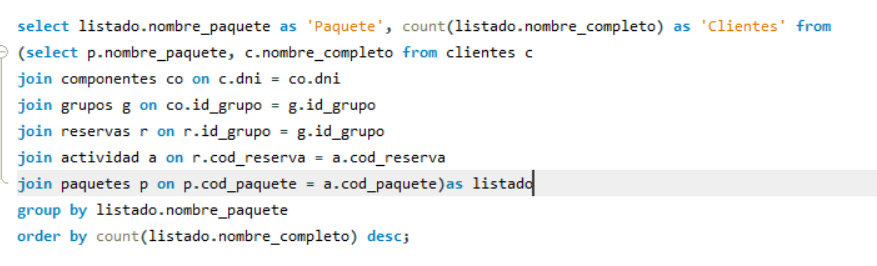 select listado.nombre_paquete as 'Paquete', count(listado.nombre_completo) as 'Clientes' from
(select p.nombre_paquete, c.nombre_completo from clientes c
join componentes co on c.dni = co.dni
join grupos g on co.id_grupo = g.id_grupo
join reservas r on r.id_grupo = g.id_grupo
join actividad a on r.cod_reserva = a.cod_reserva
join paquetes p on p.cod_paquete = a.cod_paquete)as listado
group by listado.nombre_paquete
order by count(listado.nombre_completo) desc;